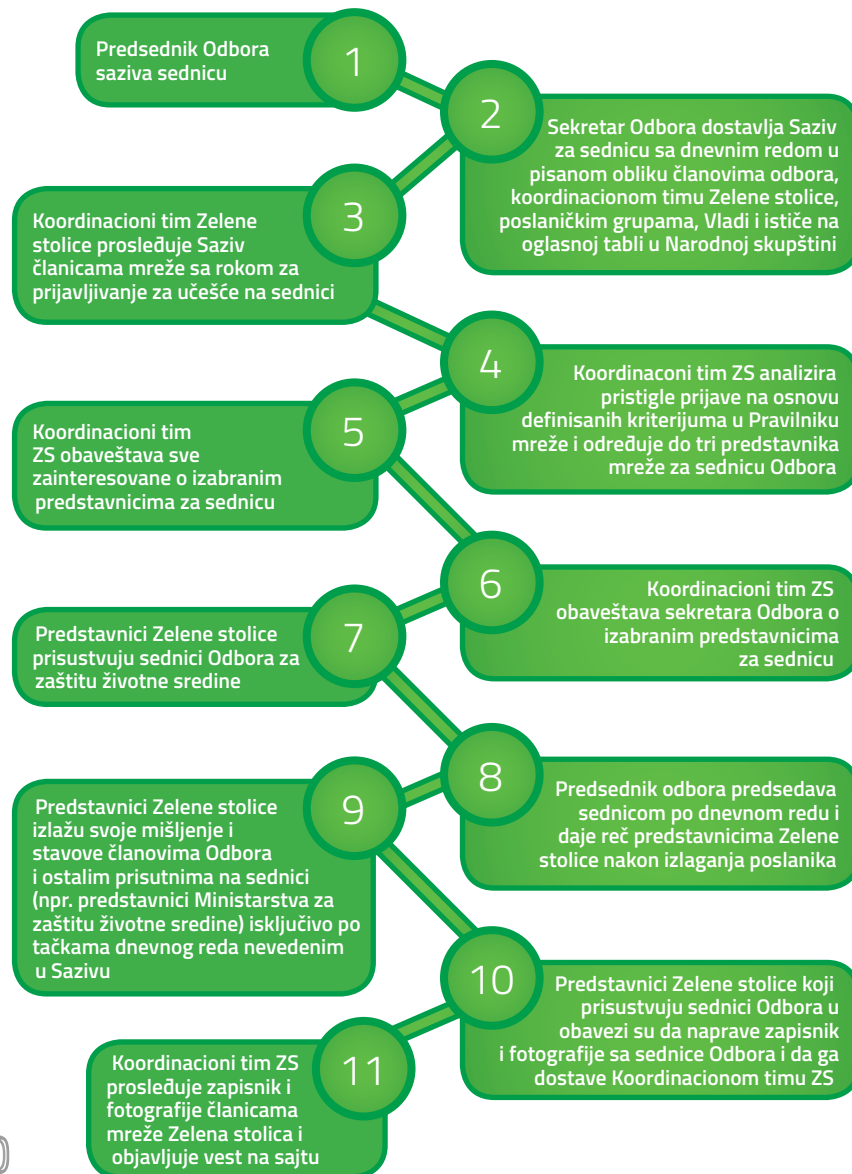 1
Predsednik Odbora
saziva sednicu
2
Sekretar Odbora dostavlja Saziv
za sednicu sa dnevnim redom u
pisanom obliku članovima odbora,
koordinacionom timu Zelene stolice,
poslaničkim grupama, Vladi i ističe na
oglasnoj tabli u Narodnoj skupštini
3
Koordinacioni tim Zelene
stolice prosleđuje Saziv
članicama mreže sa rokom za
prijavljivanje za učešće na sednici
4
Koordinaconi tim ZS analizira
pristigle prijave na osnovu
definisanih kriterijuma u Pravilniku
mreže i određuje do tri predstavnika
mreže za sednicu Odbora
5
Koordinacioni tim
ZS obaveštava sve
zainteresovane o izabranim
predstavnicima za sednicu
6
Koordinacioni tim ZS
obaveštava sekretara Odbora o
izabranim predstavnicima
za sednicu
7
Predstavnici Zelene stolice
prisustvuju sednici Odbora za
zaštitu životne sredine
8
Predsednik odbora predsedava
sednicom po dnevnom redu i
daje reč predstavnicima Zelene
stolice nakon izlaganja poslanika
9
Predstavnici Zelene stolice
izlažu svoje mišljenje i
stavove članovima Odbora
i ostalim prisutnima na sednici
(npr. predstavnici Ministarstva za
zaštitu životne sredine) isključivo po
tačkama dnevnog reda nevedenim
u Sazivu
10
Predstavnici Zelene stolice koji
prisustvuju sednici Odbora u
obavezi su da naprave zapisnik
i fotografije sa sednice Odbora i da ga
dostave Koordinacionom timu ZS
11
Koordinacioni tim ZS
prosleđuje zapisnik i
fotografije članicama
mreže Zelena stolica i
objavljuje vest na sajtu